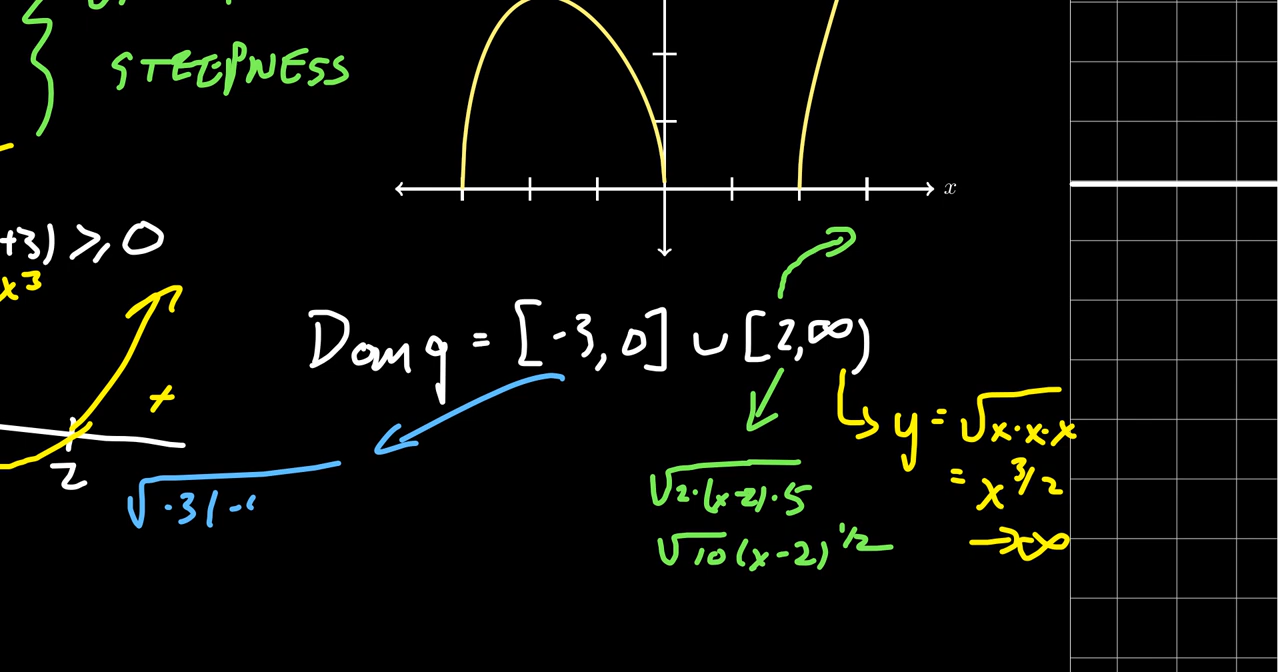 STEEPNESS
x
+3) ≥ 0
x³
+
2
Dom g = [-3, 0] ∪ [2, ∞)
y = √x·x·x
= x^3/2
→∞
√2·(x-2)·5
√10 (x-2)^1/2
√-3(-